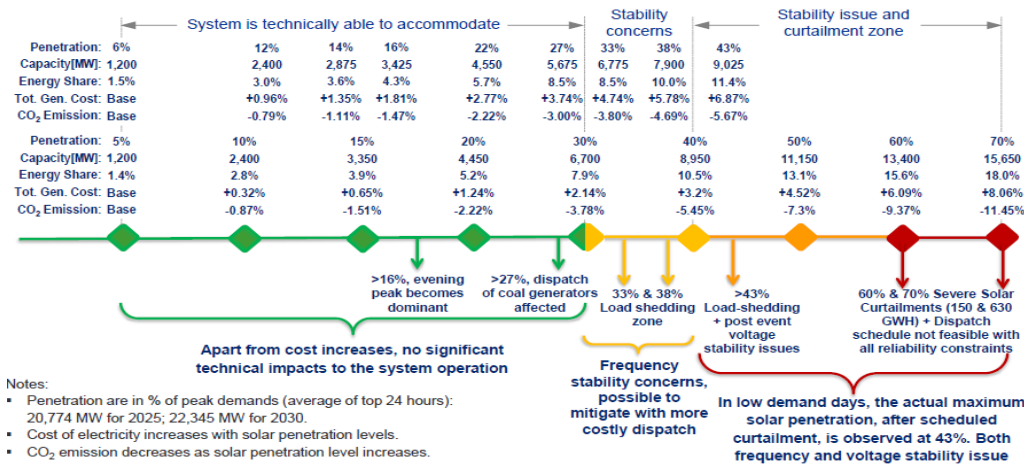 System is technically able to accommodate
Stability concerns
Stability issue and curtailment zone
Penetration: 6% 12% 14% 16% 22% 27% 33% 38% 43%
Capacity[MW]: 1,200 2,400 2,875 3,425 4,550 5,675 6,775 7,900 9,025
Energy Share: 1.5% 3.0% 3.6% 4.3% 5.7% 8.5% 8.5% 10.0% 11.4%
Tot. Gen. Cost: Base +0.96% +1.35% +1.81% +2.77% +3.74% +4.74% +5.78% +6.87%
CO₂ Emission: Base -0.79% -1.11% -1.47% -2.22% -3.00% -3.80% -4.69% -5.67%
Penetration: 5% 10% 15% 20% 30% 40% 50% 60% 70%
Capacity[MW]: 1,200 2,400 3,350 4,450 6,700 8,950 11,150 13,400 15,650
Energy Share: 1.4% 2.8% 3.9% 5.2% 7.9% 10.5% 13.1% 15.6% 18.0%
Tot. Gen. Cost: Base +0.32% +0.65% +1.24% +2.14% +3.2% +4.52% +6.09% +8.06%
CO₂ Emission: Base -0.87% -1.51% -2.22% -3.78% -5.45% -7.3% -9.37% -11.45%
>16%, evening
peak becomes
dominant
>27%, dispatch
of coal generators
affected
33% & 38%
Load shedding
zone
>43%
Load-shedding
+ post event
voltage
stability issues
60% & 70% Severe Solar
Curtailments (150 & 630
GWH) + Dispatch
schedule not feasible with
all reliability constraints
Apart from cost increases, no significant
technical impacts to the system operation
Frequency
stability concerns,
possible to
mitigate with more
costly dispatch
In low demand days, the actual maximum
solar penetration, after scheduled
curtailment, is observed at 43%. Both
frequency and voltage stability issue
Notes:
▪ Penetration are in % of peak demands (average of top 24 hours):
20,774 MW for 2025; 22,345 MW for 2030.
▪ Cost of electricity increases with solar penetration levels.
▪ CO₂ emission decreases as solar penetration level increases.